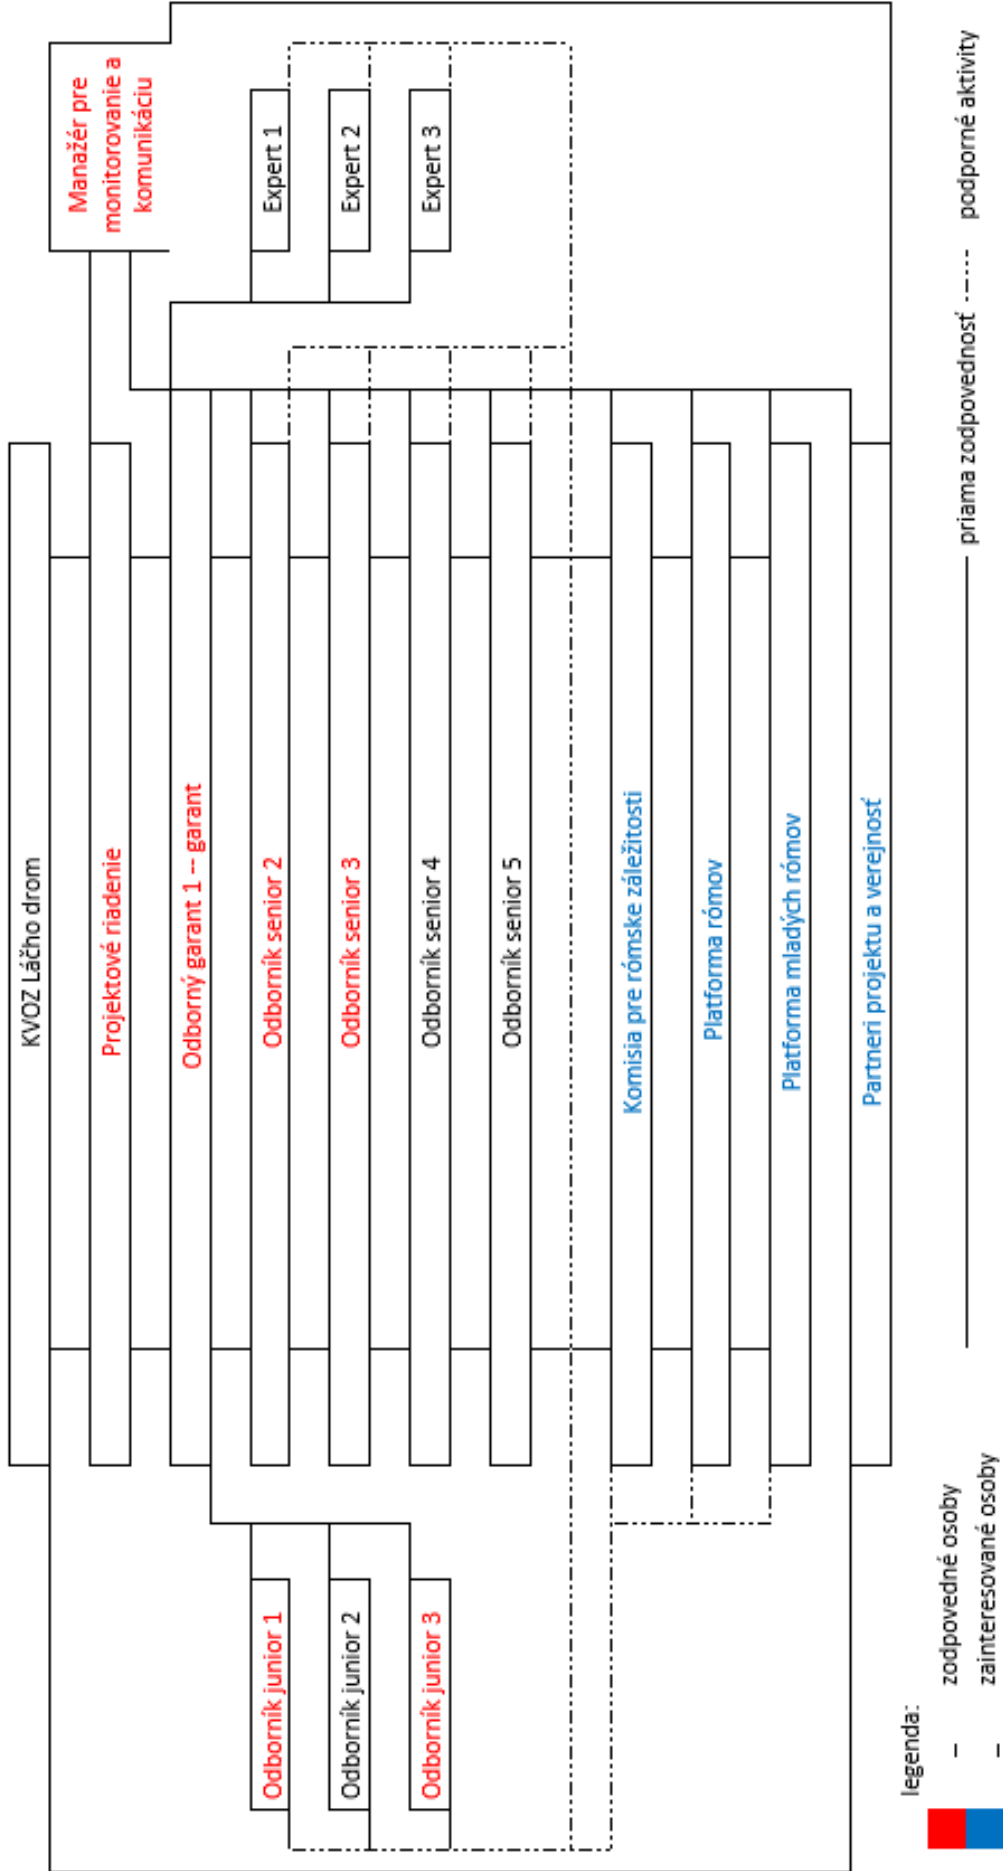 KVOZ Láčho drom
Manažér pre
monitorovanie a
komunikáciu
Projektové riadenie
Odborný garant 1 -- garant
Odborník junior 1
Odborník senior 2
Expert 1
Odborník junior 2
Odborník senior 3
Expert 2
Odborník junior 3
Odborník senior 4
Expert 3
Odborník senior 5
Komisia pre rómske záležitosti
Platforma rómov
Platforma mladých rómov
Partneri projektu a verejnosť
legenda:
– zodpovedné osoby
priama zodpovednosť
podporné aktivity
– zainteresované osoby